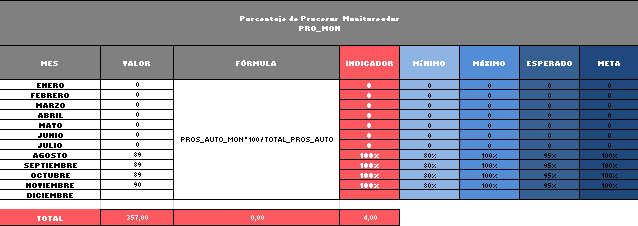 Porcentaje de Procesos Monitoreados
PRO_MON
MES VALOR FÓRMULA INDICADOR MíNIMO MÁXIMO ESPERADO META
ENERO 0 0 0 0 0 0
FEBRERO 0 0 0 0 0 0
MARZO 0 0 0 0 0 0
ABRIL 0 0 0 0 0 0
MAYO 0 0 0 0 0 0
JUNIO 0 0 0 0 0 0
JULIO 0 0 0 0 0 0
PROS_AUTO_MON*100/TOTAL_PROS_AUTO
AGOSTO 89 100% 80% 100% 95% 100%
SEPTIEMBRE 89 100% 80% 100% 95% 100%
OCTUBRE 89 100% 80% 100% 95% 100%
NOVIEMBRE 90 100% 80% 100% 95% 100%
DICIEMBRE
TOTAL 357,00 0,00 4,00